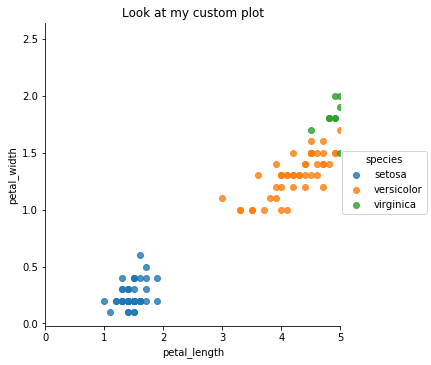 Look at my custom plot
2.5
2.0
1.5
1.0
0.5
0.0
petal_width
0
1
2
3
4
5
petal_length
species
setosa
versicolor
virginica